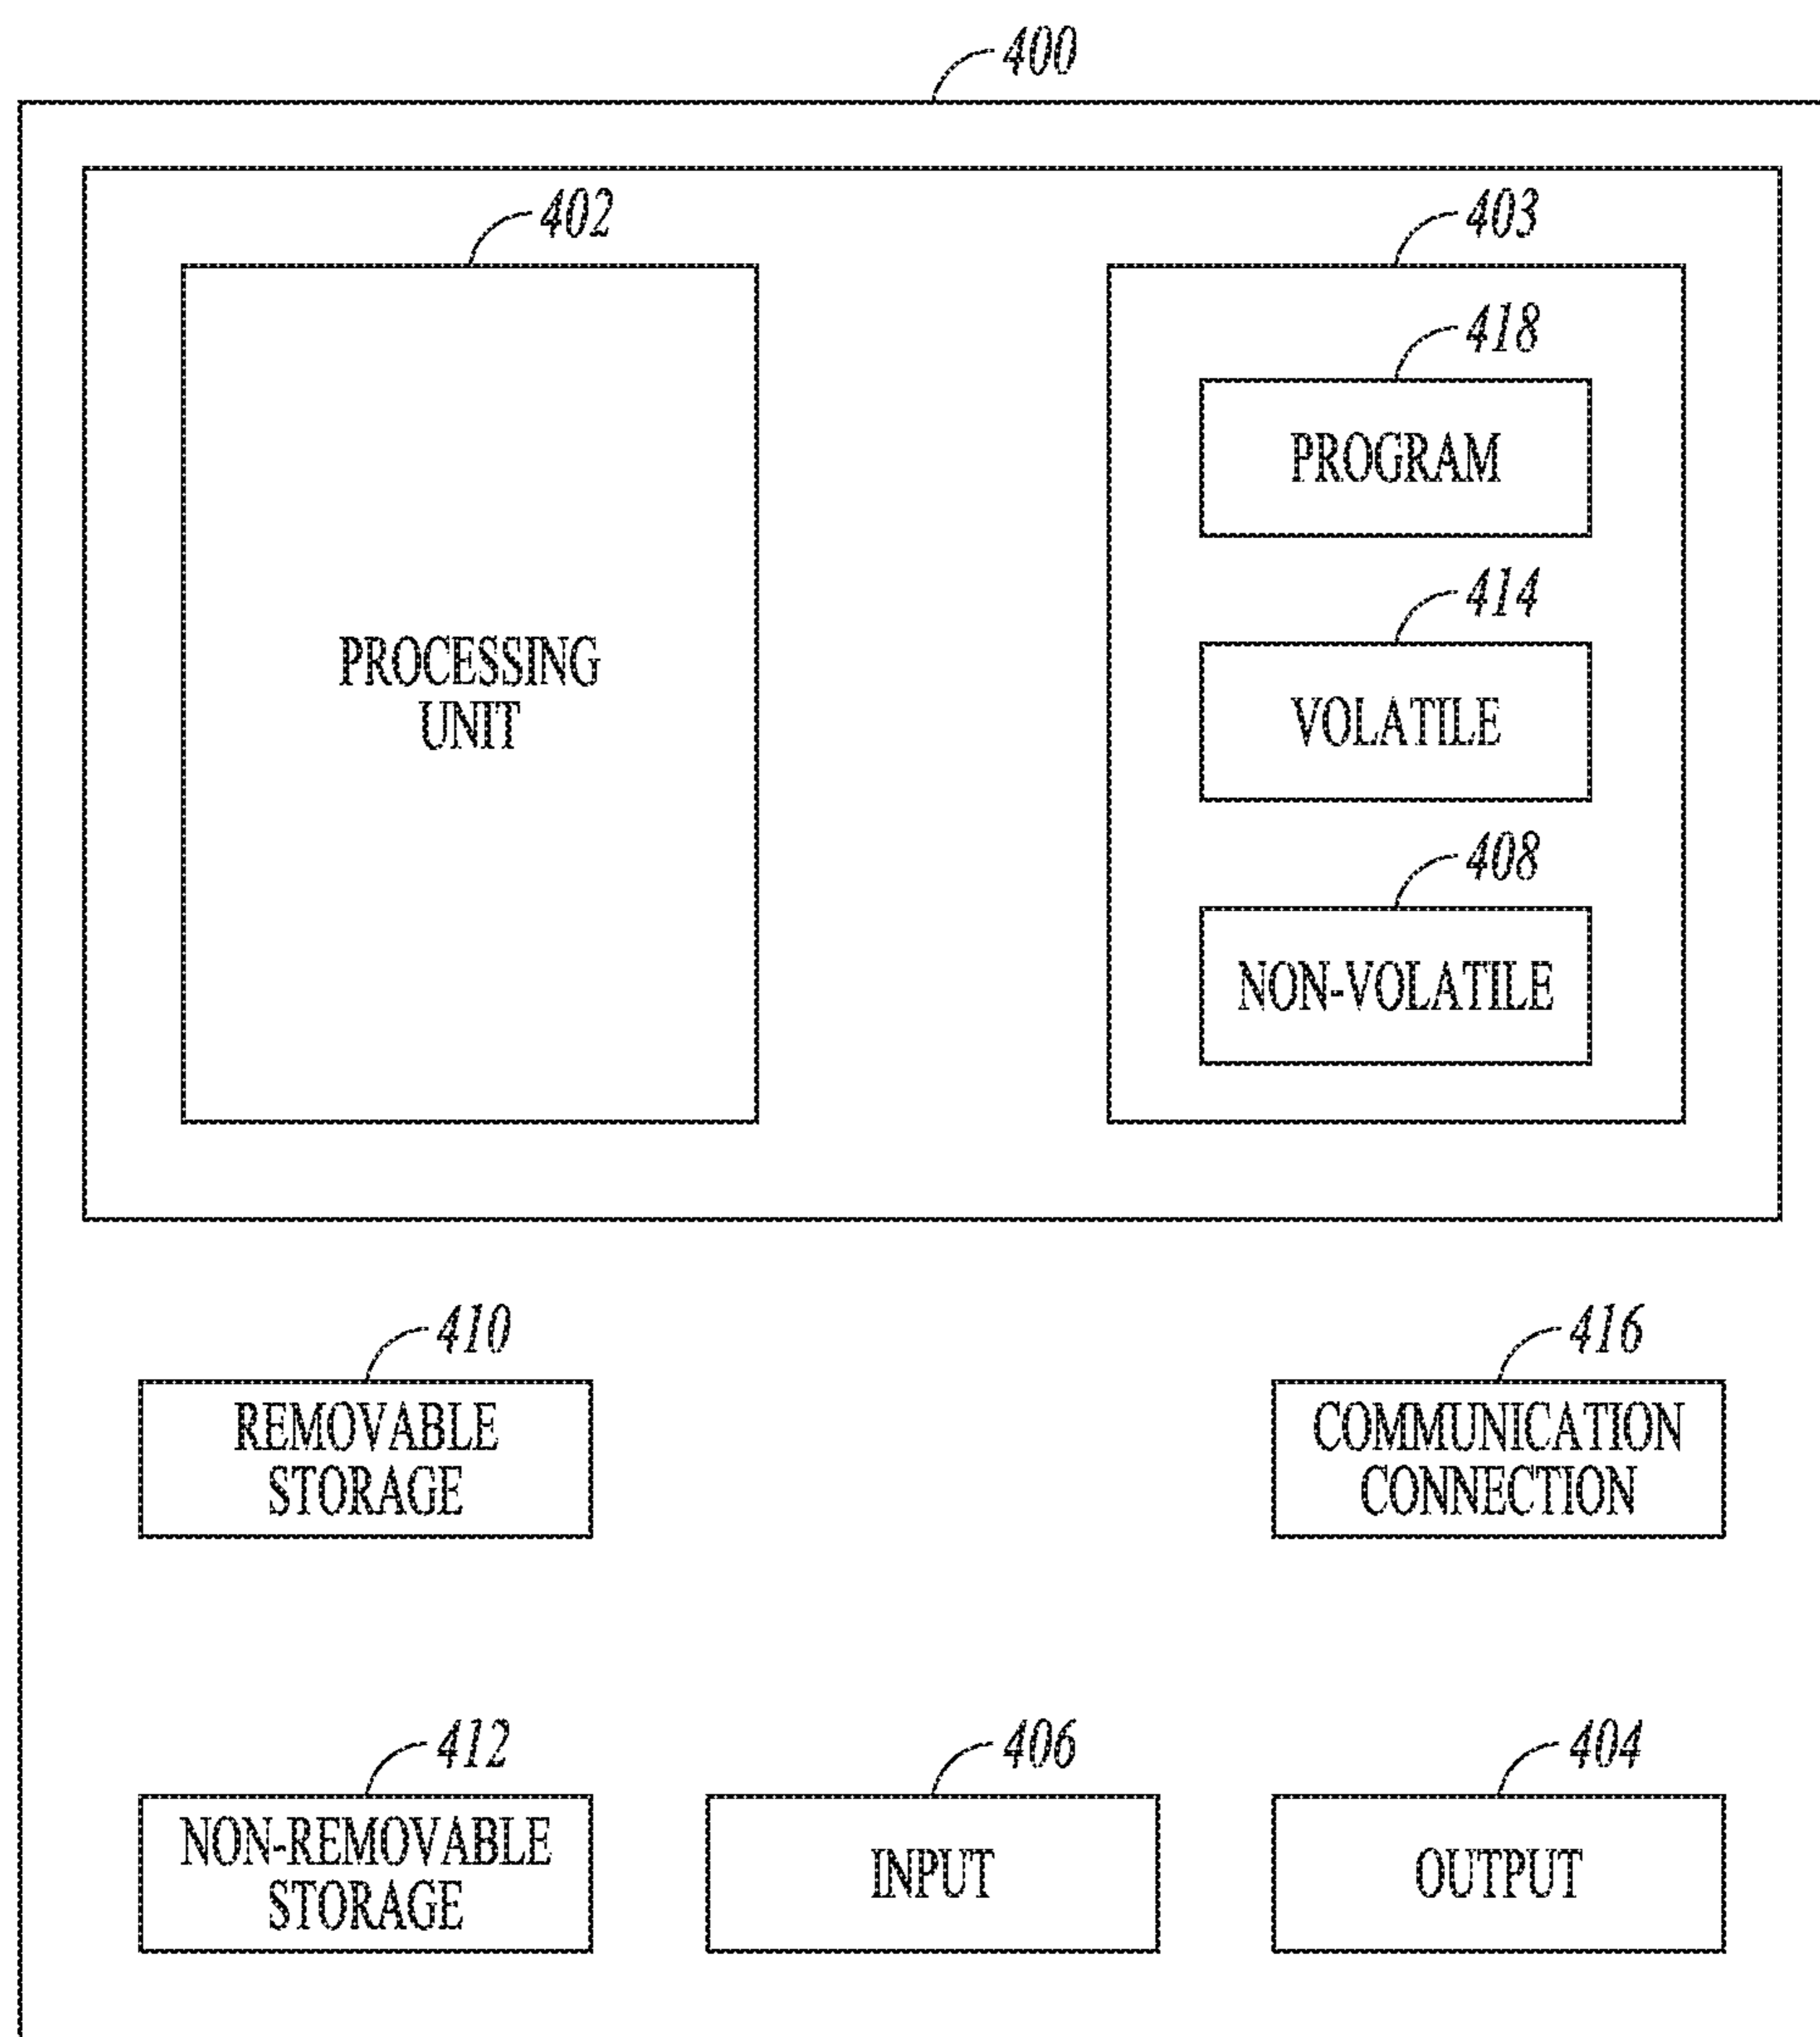 400
402
403
418
PROGRAM
414
VOLATILE
PROCESSING
UNIT
408
NON-VOLATILE
410
REMOVABLE
STORAGE
416
COMMUNICATION
CONNECTION
412
NON-REMOVABLE
STORAGE
406
INPUT
404
OUTPUT